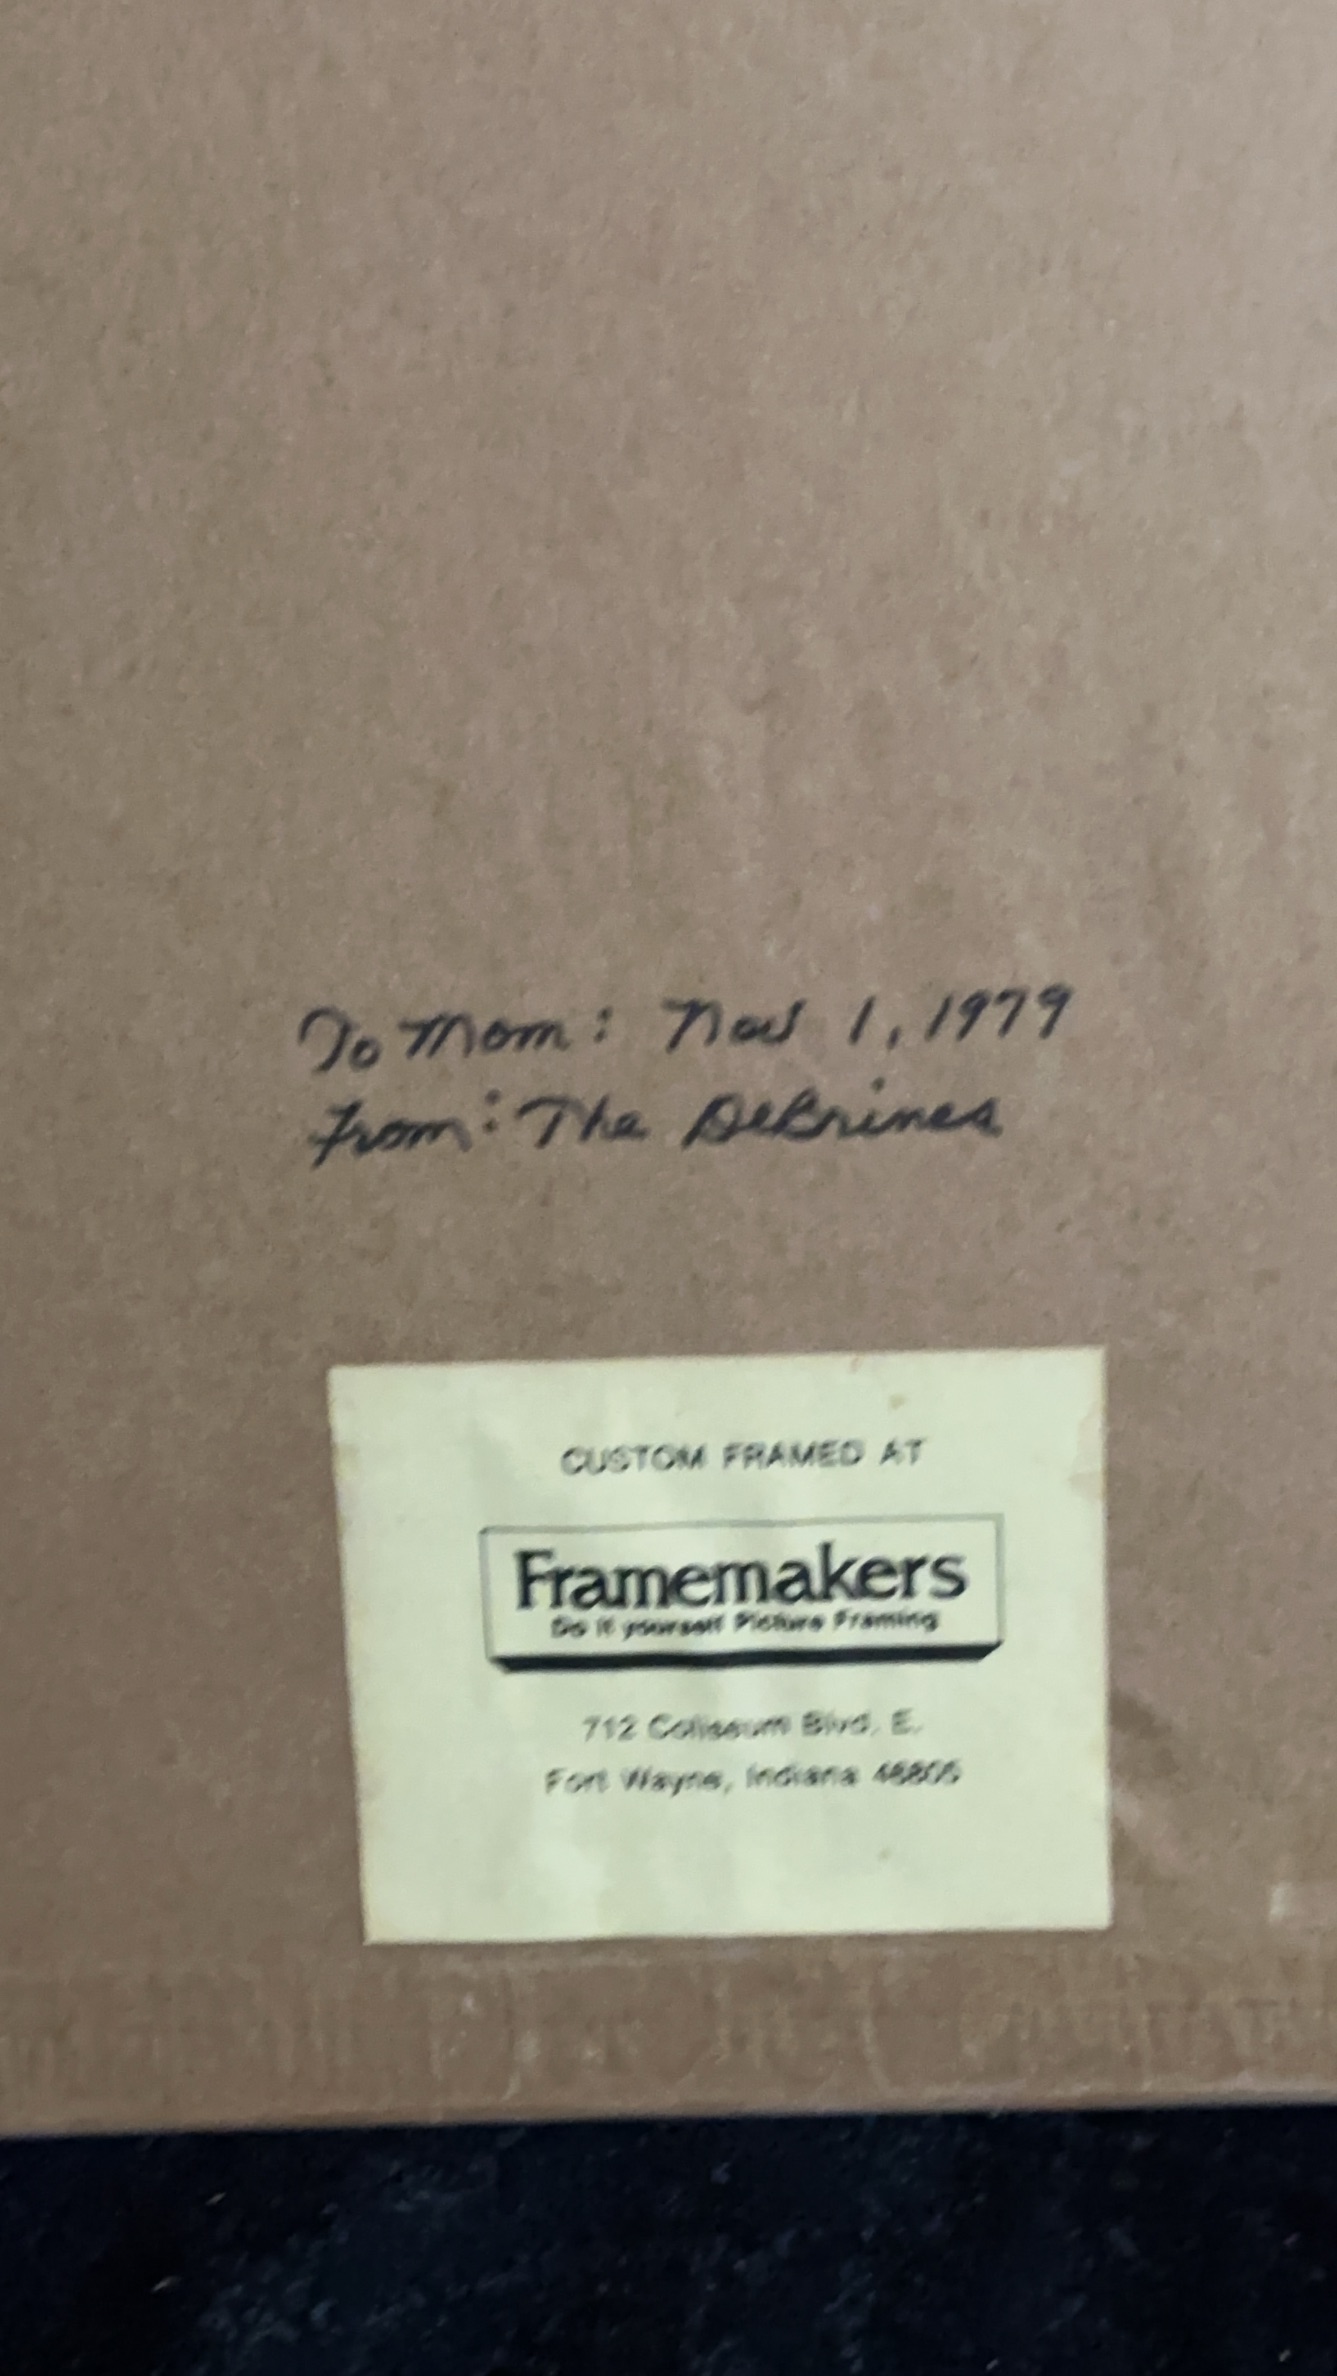 To Mom: Nov 1, 1979
From: The DeBrines
CUSTOM FRAMED AT
Framemakers
Do it yourself Picture Framing
712 Coliseum Blvd. E.
Fort Wayne, Indiana 46805